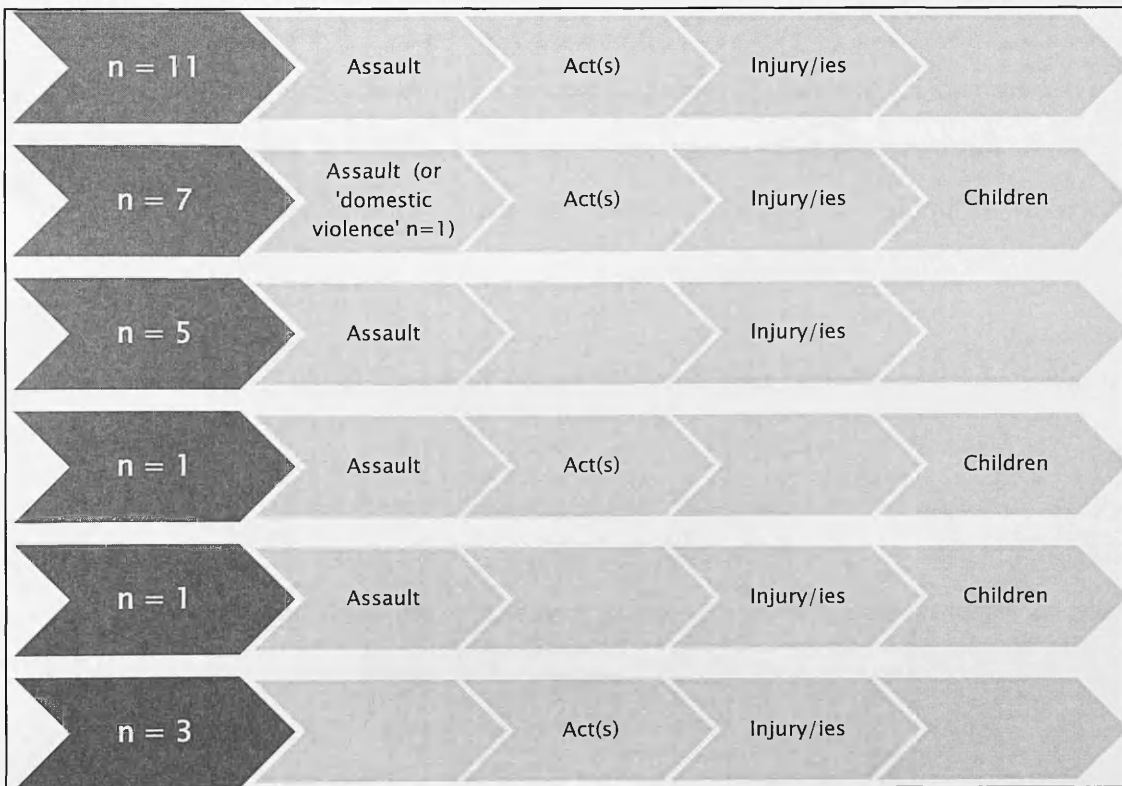 n = 11 Assault Act(s) Injury/ies
n = 7 Assault (or 'domestic violence' n=1) Act(s) Injury/ies Children
n = 5 Assault Injury/ies
n = 1 Assault Act(s) Children
n = 1 Assault Injury/ies Children
n = 3 Act(s) Injury/ies